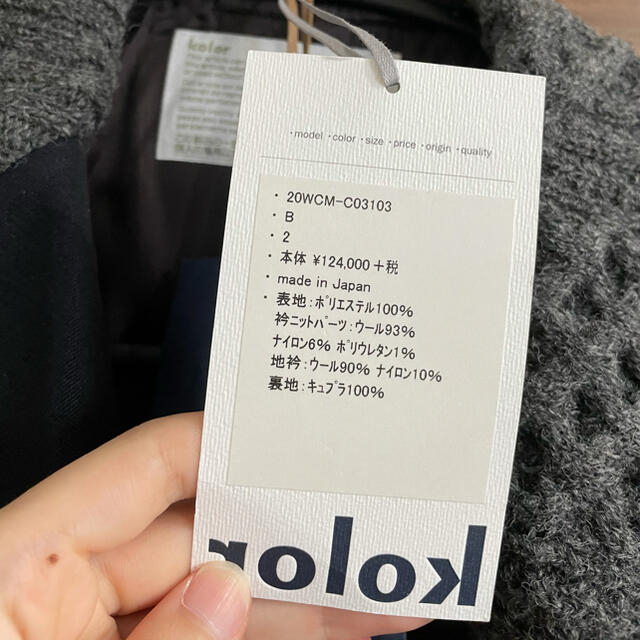 kolor
・model ・color ・size ・price ・origin ・quality
・ 20WCM-C03103
・ B
・ 2
・ 本体 ¥124,000+税
・ made in Japan
・ 表地:ポリエステル100%
衿ニットパーツ:ウール93%
ナイロン6% ポリウレタン1%
地衿:ウール90% ナイロン10%
裏地:キュプラ100%
kolor